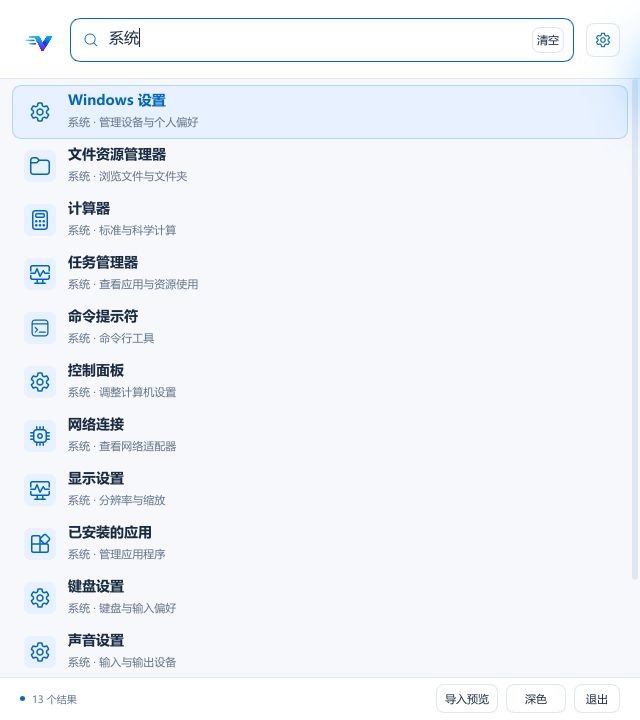 系统
清空
Windows 设置
系统 · 管理设备与个人偏好
文件资源管理器
系统 · 浏览文件与文件夹
计算器
系统 · 标准与科学计算
任务管理器
系统 · 查看应用与资源使用
命令提示符
系统 · 命令行工具
控制面板
系统 · 调整计算机设置
网络连接
系统 · 查看网络适配器
显示设置
系统 · 分辨率与缩放
已安装的应用
系统 · 管理应用程序
键盘设置
系统 · 键盘与输入偏好
声音设置
系统 · 输入与输出设备
13 个结果
导入预览
深色
退出